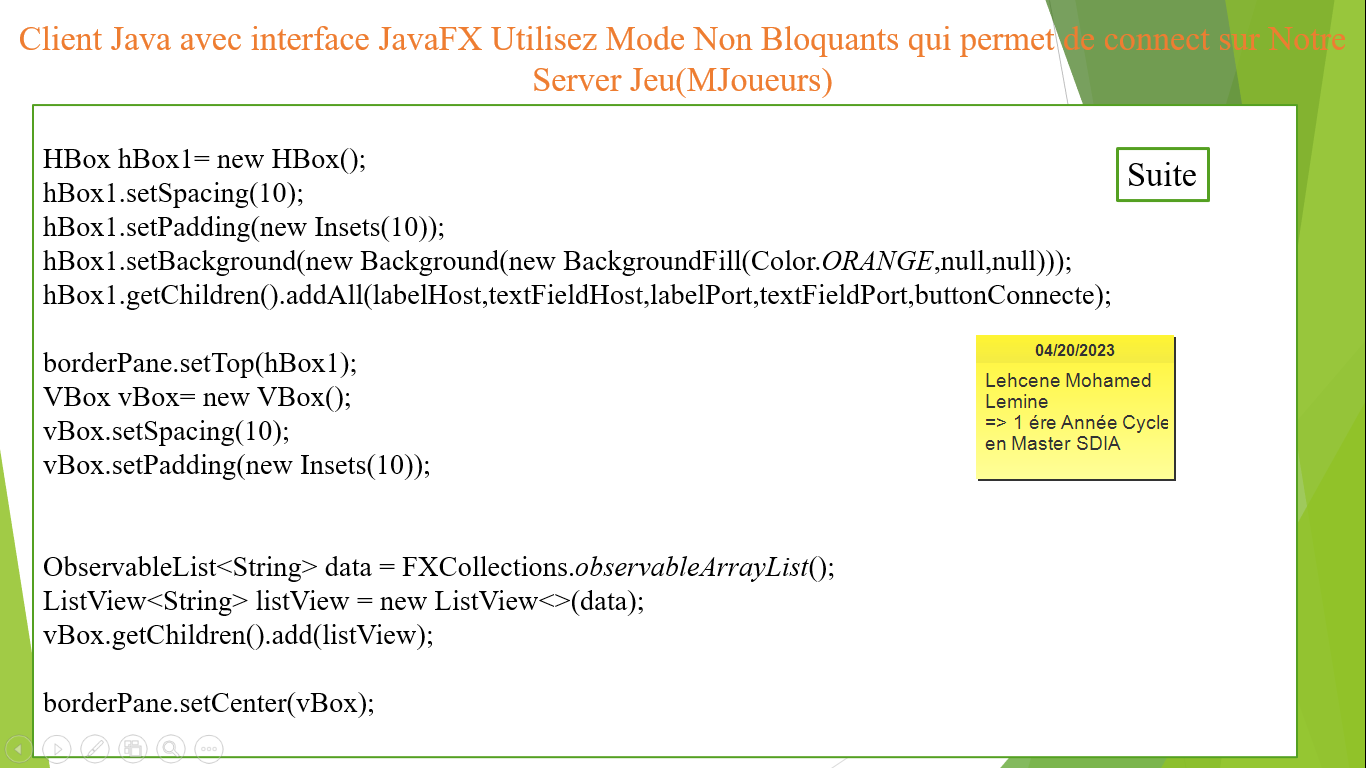 Client Java avec interface JavaFX Utilisez Mode Non Bloquants qui permet de connect sur Notre
Server Jeu(MJoueurs)
HBox hBox1= new HBox();
hBox1.setSpacing(10);
hBox1.setPadding(new Insets(10));
hBox1.setBackground(new Background(new BackgroundFill(Color.ORANGE,null,null)));
hBox1.getChildren().addAll(labelHost,textFieldHost,labelPort,textFieldPort,buttonConnecte);
borderPane.setTop(hBox1);
VBox vBox= new VBox();
vBox.setSpacing(10);
vBox.setPadding(new Insets(10));
ObservableList<String> data = FXCollections.observableArrayList();
ListView<String> listView = new ListView<>(data);
vBox.getChildren().add(listView);
borderPane.setCenter(vBox);
Suite
04/20/2023
Lehcene Mohamed
Lemine
=> 1 ére Année Cycle
en Master SDIA